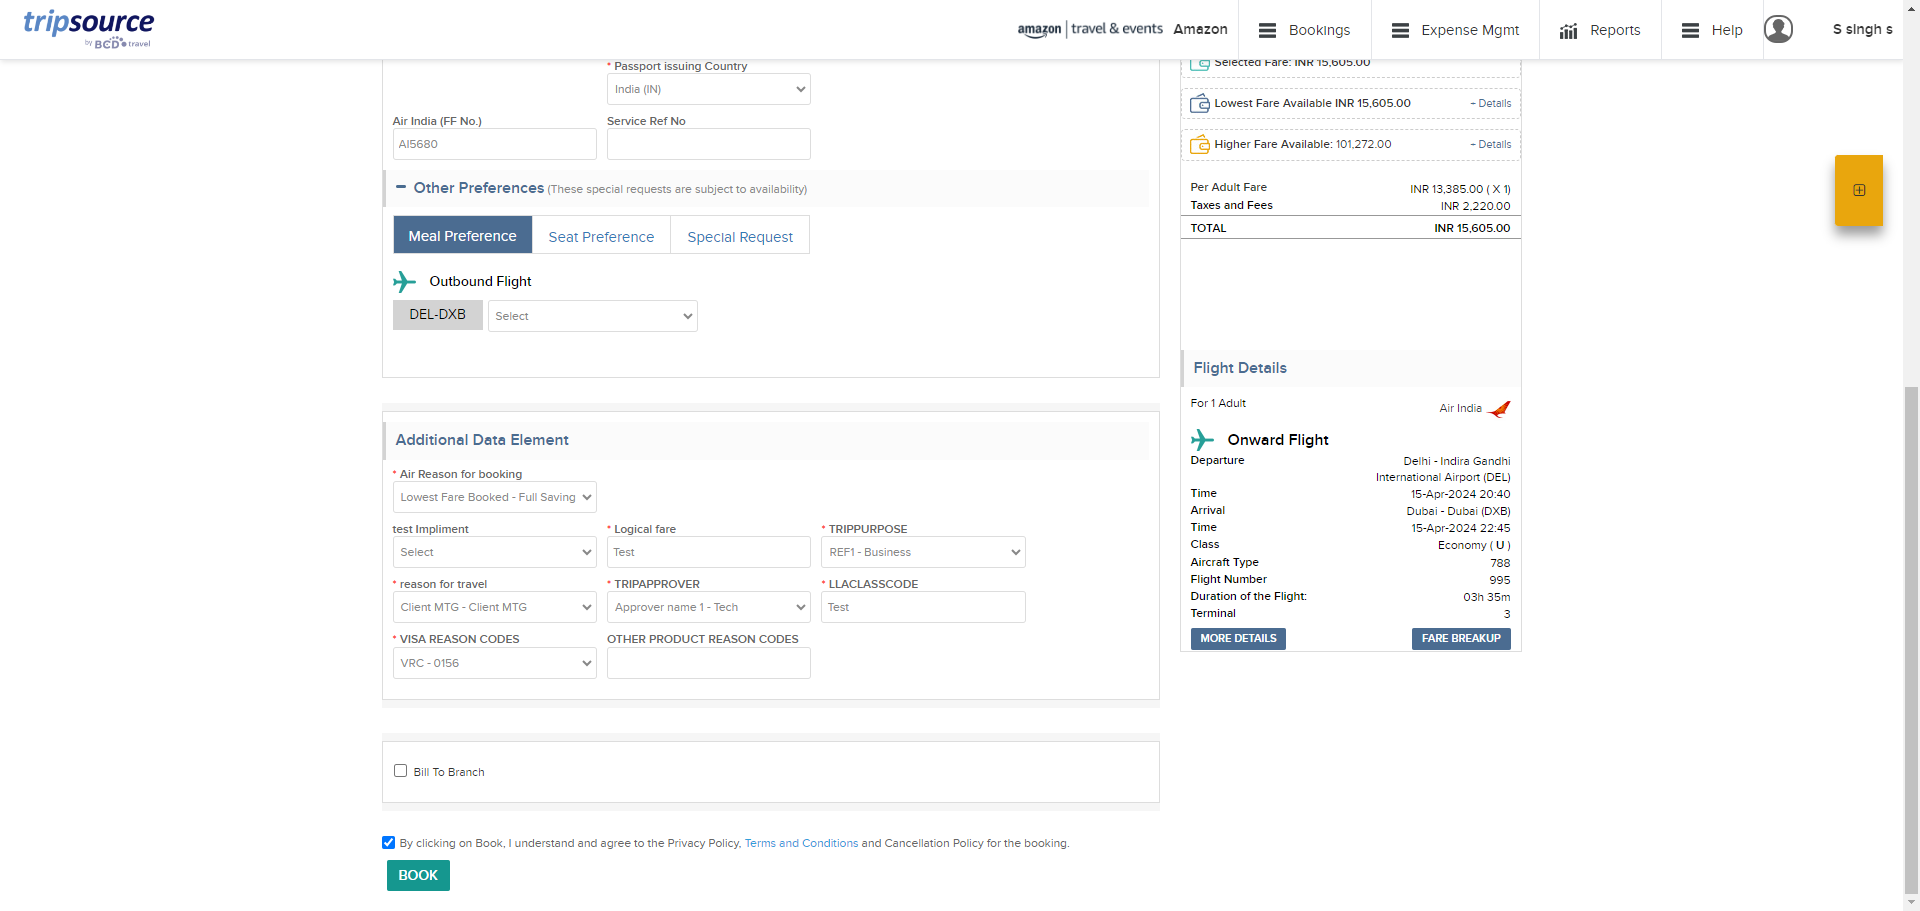 tripsource
by BCD travel
amazon | travel & events Amazon
Bookings
Expense Mgmt
Reports
Help
S singh s
* Passport issuing Country
India (IN)
Air India (FF No.)
Service Ref No
AI5680
Other Preferences (These special requests are subject to availability)
Meal Preference
Seat Preference
Special Request
Outbound Flight
DEL-DXB
Select
Additional Data Element
* Air Reason for booking
Lowest Fare Booked - Full Saving
test Impliment
* Logical fare
* TRIPPURPOSE
Select
Test
REF1 - Business
* reason for travel
* TRIPAPPROVER
* LLACLASSCODE
Client MTG - Client MTG
Approver name 1 - Tech
Test
* VISA REASON CODES
OTHER PRODUCT REASON CODES
VRC - 0156
Bill To Branch
By clicking on Book, I understand and agree to the Privacy Policy, Terms and Conditions and Cancellation Policy for the booking.
BOOK
Selected Fare: INR 15,605.00
Lowest Fare Available INR 15,605.00 + Details
Higher Fare Available: 101,272.00 + Details
Per Adult Fare INR 13,385.00 ( X 1)
Taxes and Fees INR 2,220.00
TOTAL INR 15,605.00
Flight Details
For 1 Adult Air India
Onward Flight
Departure Delhi - Indira Gandhi
International Airport (DEL)
Time 15-Apr-2024 20:40
Arrival Dubai - Dubai (DXB)
Time 15-Apr-2024 22:45
Class Economy ( U )
Aircraft Type 788
Flight Number 995
Duration of the Flight: 03h 35m
Terminal 3
MORE DETAILS FARE BREAKUP